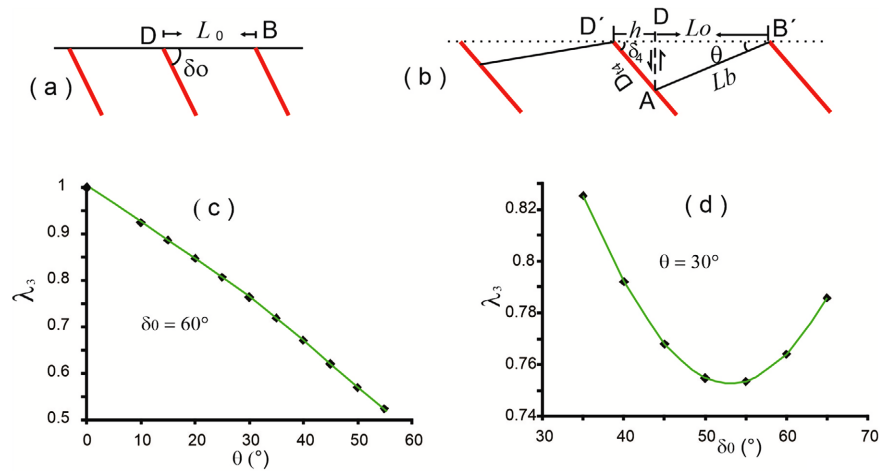 D L 0 B
δo
( a )
D´ h D Lo B´
δ4 θ
Dt4 Lb
A
( b )
( c )
1
0.9
0.8
0.7
0.6
0.5
λ3
δ0 = 60°
0 10 20 30 40 50 60
θ (°)
( d )
0.82
0.8
0.78
0.76
0.74
λ3
θ = 30°
30 40 50 60 70
δ0 (°)